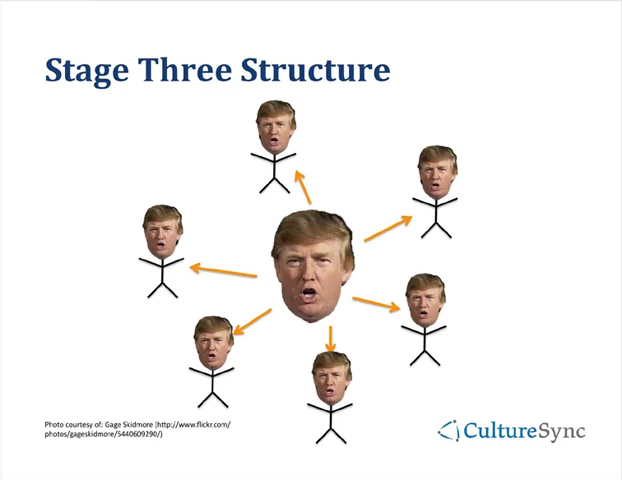 Stage Three Structure
Photo courtesy of: Gage Skidmore [http://www.flickr.com/
photos/gageskidmore/5440609290/)
CultureSync